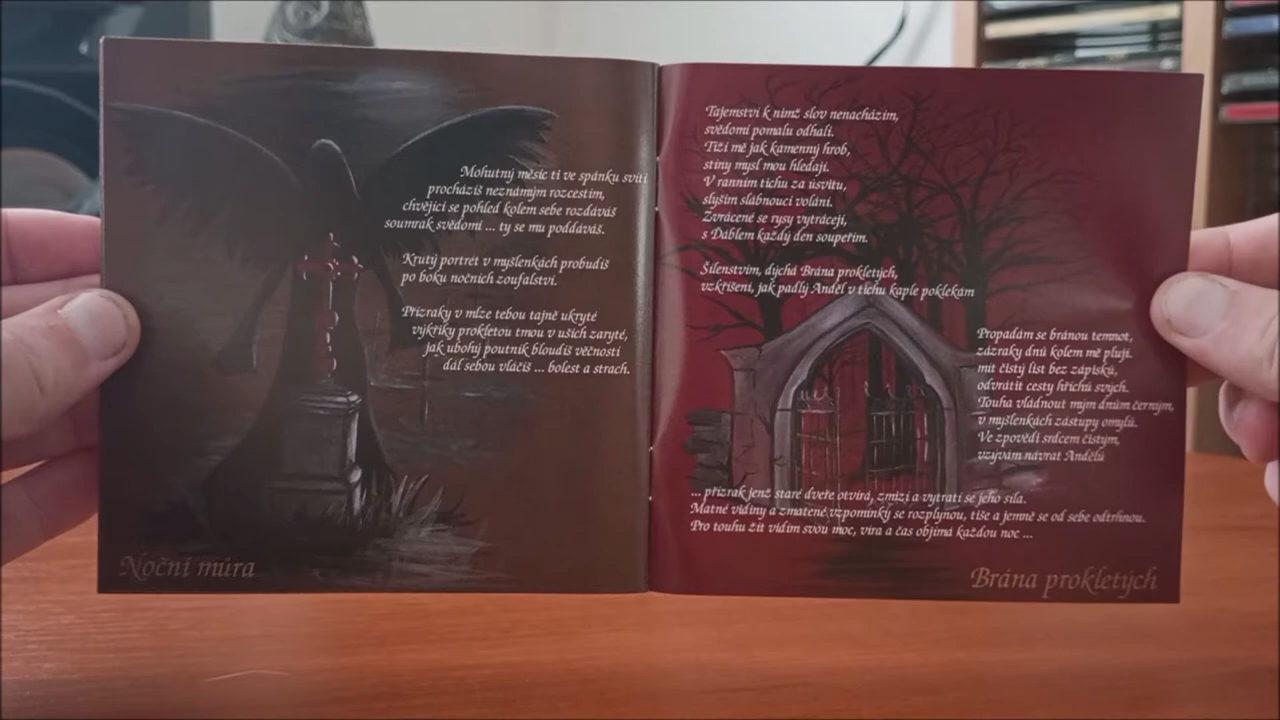 Mohutný měsíc ti ve spánku svítí
procházíš neznámým rozcestím,
chvějící se pohled kolem sebe rozdáváš
soumrak svědomí ... ty se mu poddáváš.
Krutý portrét v myšlenkách probudíš
po boku nočních zoufalství.
Přízraky v mlze tebou tajně ukryté
výkřiky prokletou tmou v uších zaryté,
jak ubohý poutník bloudíš věčností
dál sebou vláčíš ... bolest a strach.
Noční můra
Tajemství k nimž slov nenacházím,
svědomí pomalu odhalí.
Tíží mě jak kamenný hrob,
stíny mysl mou hledají.
V ranním tichu za úsvitu,
slyším slábnoucí volání.
Zvrácené se rysy vytrácejí,
s Ďáblem každý den soupeřím.
Šílenstvím, dýchá Brána prokletých,
vzkříšení, jak padlý Anděl v tichu kaple poklekám
Propadám se bránou temnot,
zázraky dnů kolem mě plují.
mít čistý list bez zápisků,
odvrátit cesty hříchů svých.
Touha vládnout mým dnům černým,
v myšlenkách zástupy omylů.
Ve zpovědi srdcem čistým,
vzývám návrat Andělů
... přízrak jenž staré dveře otvírá, zmizí a vytratí se jeho síla.
Matné vidiny a zmatené vzpomínky se rozplynou, tiše a jemně se od sebe odtrhnou.
Pro touhu žít vidím svou moc, víra a čas objímá každou noc ...
Brána prokletých